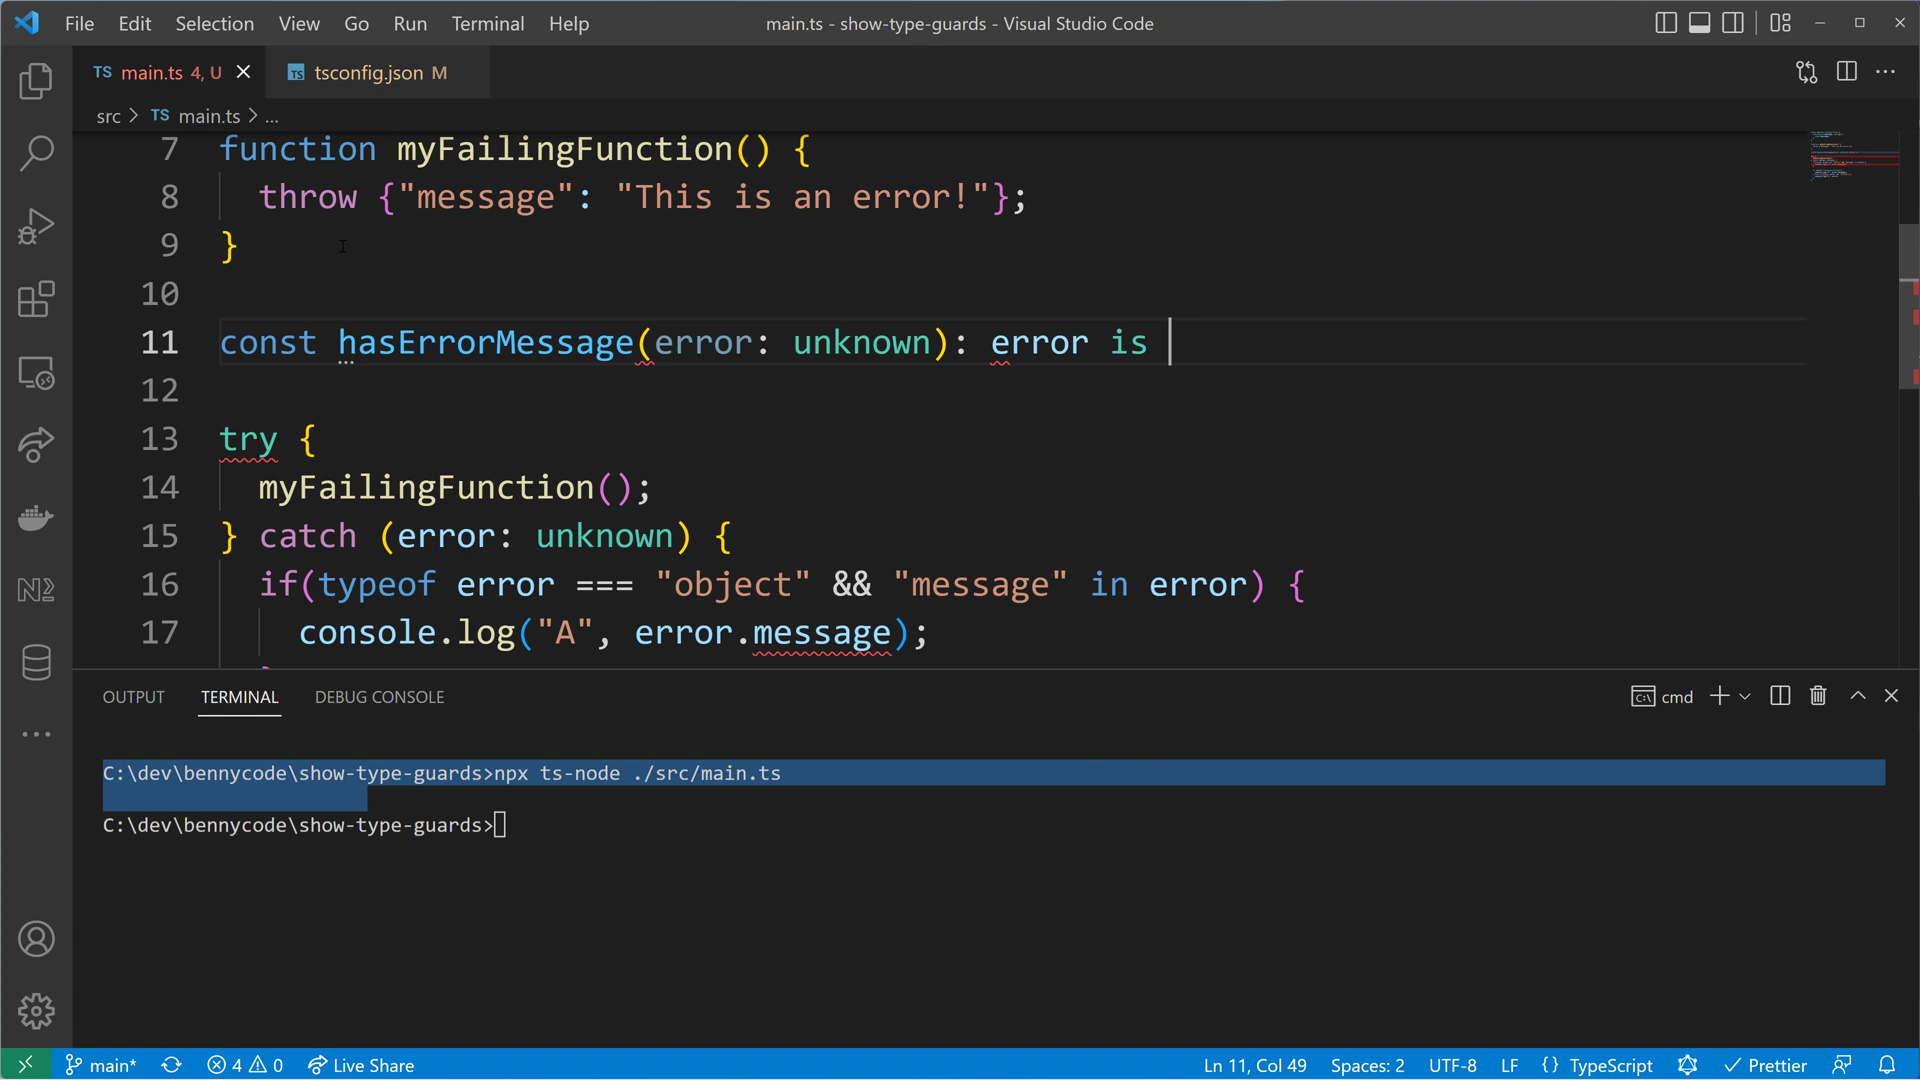 File Edit Selection View Go Run Terminal Help main.ts - show-type-guards - Visual Studio Code
TS main.ts 4, U TS tsconfig.json M
src > TS main.ts > ...
7 function myFailingFunction() {
8 throw {"message": "This is an error!"};
9 }
10
11 const hasErrorMessage(error: unknown): error is
12
13 try {
14 myFailingFunction();
15 } catch (error: unknown) {
16 if(typeof error === "object" && "message" in error) {
17 console.log("A", error.message);
OUTPUT TERMINAL DEBUG CONSOLE cmd
C:\dev\bennycode\show-type-guards>npx ts-node ./src/main.ts
C:\dev\bennycode\show-type-guards>
main* 4 0 Live Share Ln 11, Col 49 Spaces: 2 UTF-8 LF {} TypeScript Prettier